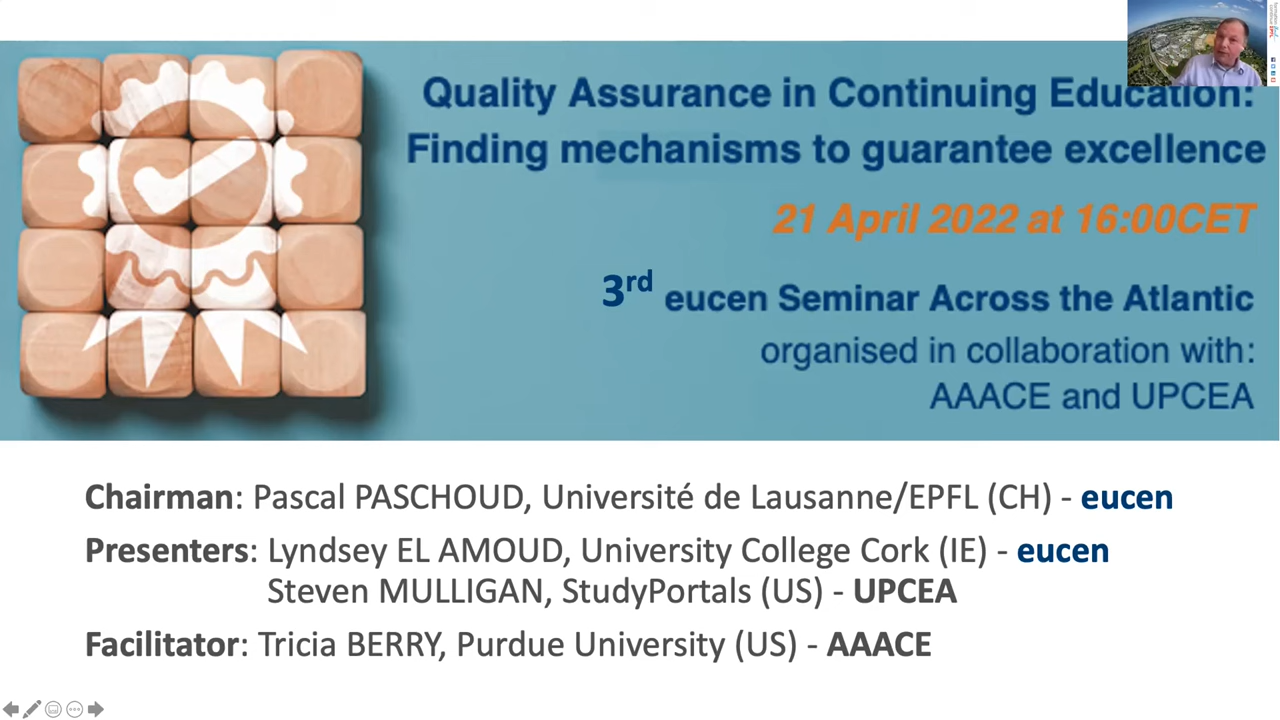 Quality Assurance in Continuing Education:
Finding mechanisms to guarantee excellence
21 April 2022 at 16:00CET
3rd eucen Seminar Across the Atlantic
organised in collaboration with:
AAACE and UPCEA
Chairman: Pascal PASCHOUD, Université de Lausanne/EPFL (CH) - eucen
Presenters: Lyndsey EL AMOUD, University College Cork (IE) - eucen
Steven MULLIGAN, StudyPortals (US) - UPCEA
Facilitator: Tricia BERRY, Purdue University (US) - AAACE